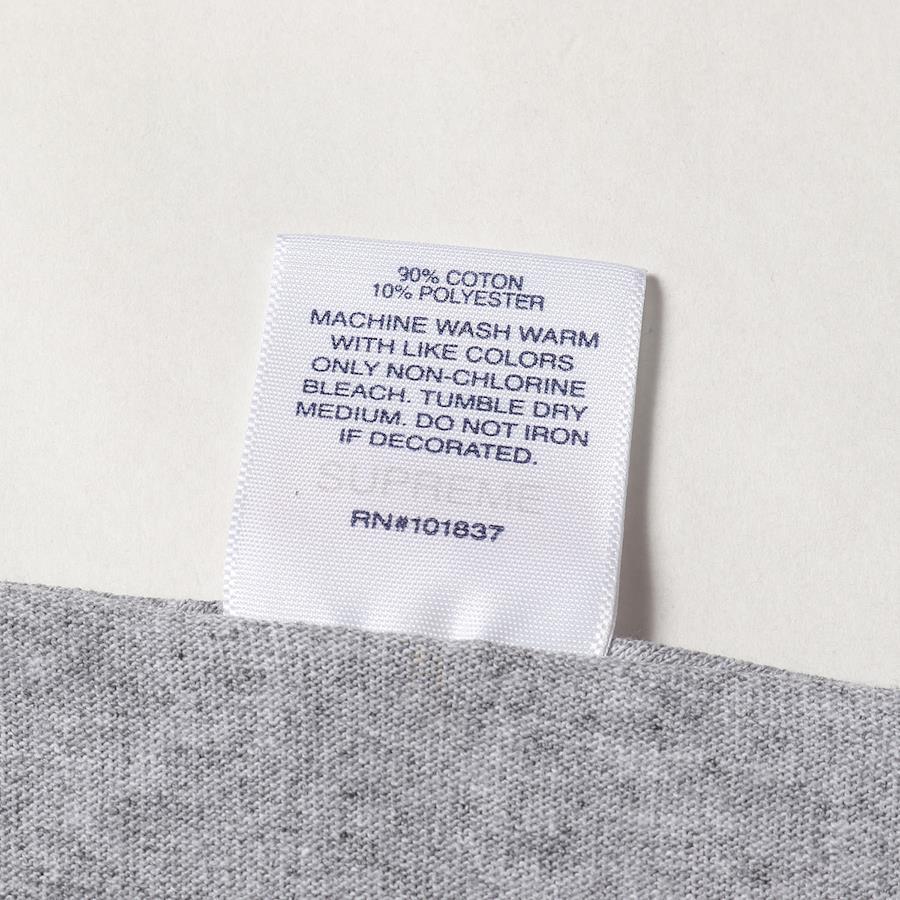 90% COTON
10% POLYESTER
MACHINE WASH WARM
WITH LIKE COLORS
ONLY NON-CHLORINE
BLEACH. TUMBLE DRY
MEDIUM. DO NOT IRON
IF DECORATED.
SUPREME
RN#101837